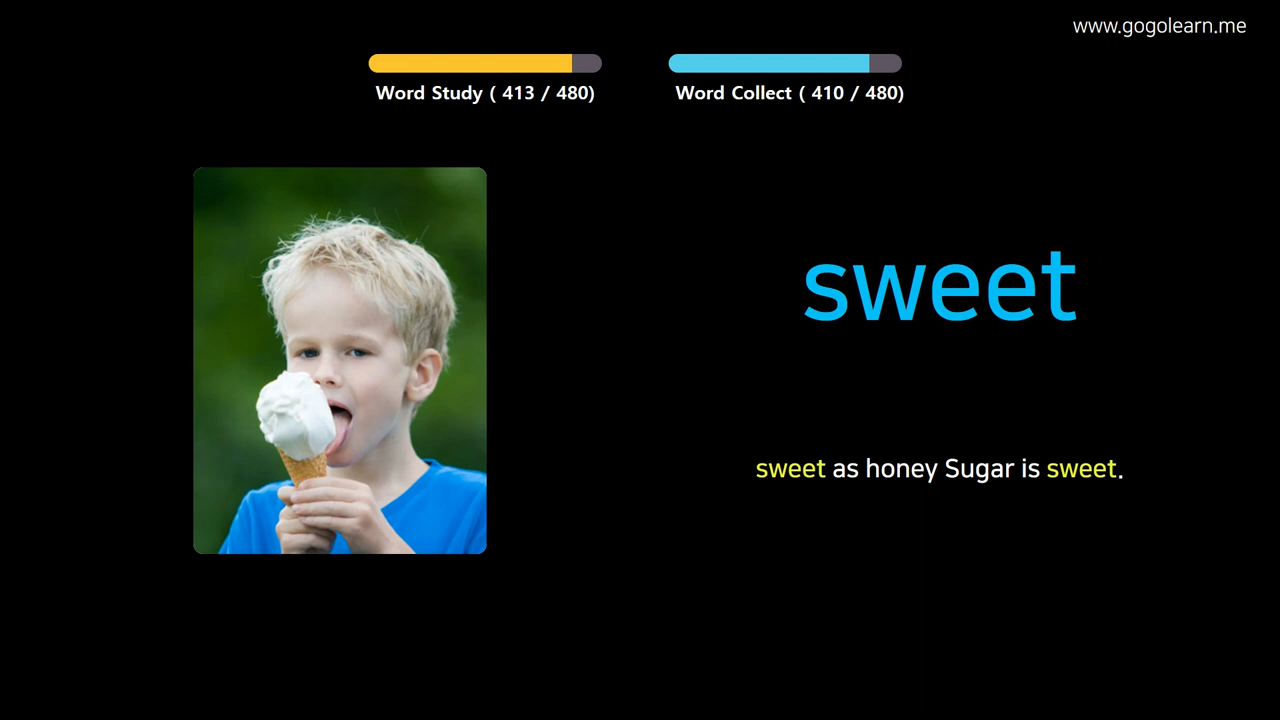 www.gogolearn.me
Word Study ( 413 / 480)
Word Collect ( 410 / 480)
sweet
sweet as honey Sugar is sweet.